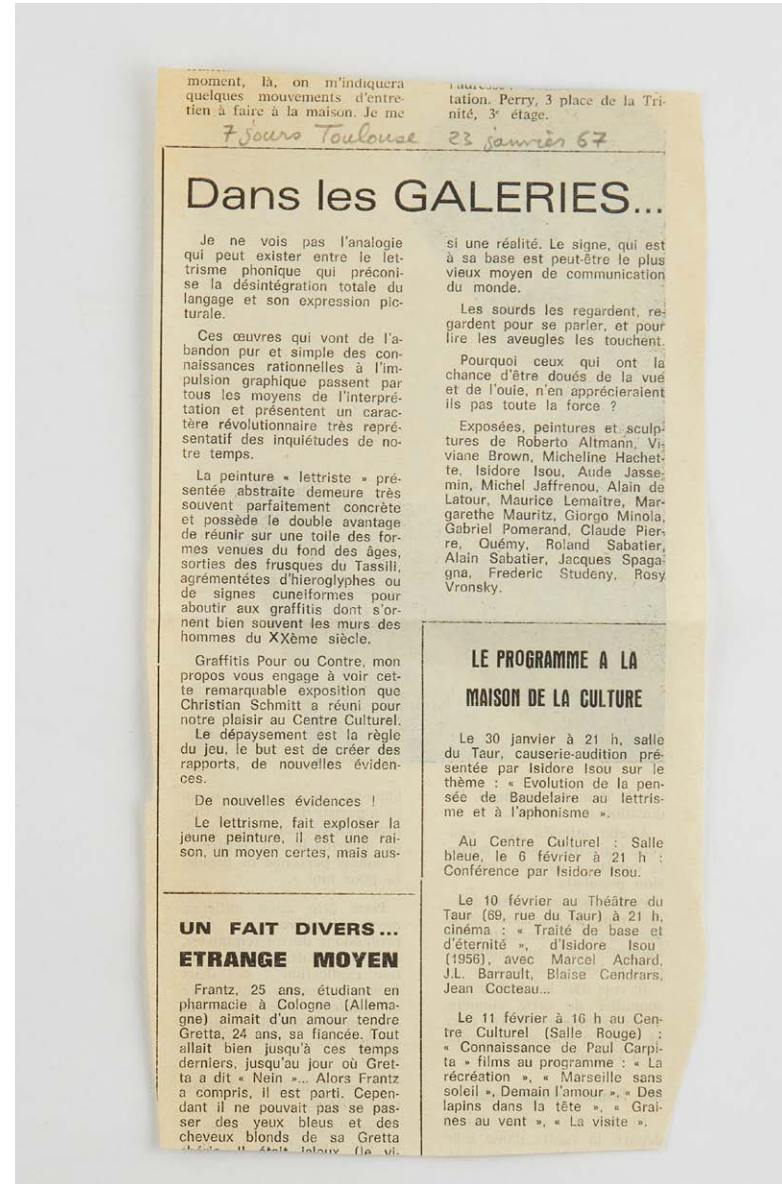 moment, là, on m'indiquera
quelques mouvements d'entre-
tien à faire à la maison. Je me
tation. Perry, 3 place de la Tri-
nité, 3e étage.
7 jours Toulouse 23 janvier 67
Dans les GALERIES...
Je ne vois pas l'analogie
qui peut exister entre le let-
trisme phonique qui préconi-
se la désintégration totale du
langage et son expression pic-
turale.
Ces œuvres qui vont de l'a-
bandon pur et simple des con-
naissances rationnelles à l'im-
pulsion graphique passent par
tous les moyens de l'interpré-
tation et présentent un carac-
tère révolutionnaire très repré-
sentatif des inquiétudes de no-
tre temps.
La peinture « lettriste » pré-
sentée abstraite demeure très
souvent parfaitement concrète
et possède le double avantage
de réunir sur une toile des for-
mes venues du fond des âges,
sorties des frusques du Tassili,
agrémentétes d'hieroglyphes ou
de signes cuneiformes pour
aboutir aux graffitis dont s'or-
nent bien souvent les murs des
hommes du XXème siècle.
Graffitis Pour ou Contre, mon
propos vous engage à voir cet-
te remarquable exposition que
Christian Schmitt a réuni pour
notre plaisir au Centre Culturel.
Le dépaysement est la règle
du jeu, le but est de créer des
rapports, de nouvelles éviden-
ces.
De nouvelles évidences !
Le lettrisme, fait exploser la
jeune peinture, il est une rai-
son, un moyen certes, mais aus-
si une réalité. Le signe, qui est
à sa base est peut-être le plus
vieux moyen de communication
du monde.
Les sourds les regardent, re-
gardent pour se parler, et pour
lire les aveugles les touchent.
Pourquoi ceux qui ont la
chance d'être doués de la vue
et de l'ouie, n'en apprécieraient
ils pas toute la force ?
Exposées, peintures et sculp-
tures de Roberto Altmann, Vi-
viane Brown, Micheline Hachet-
te, Isidore Isou, Aude Jasse-
min, Michel Jaffrenou, Alain de
Latour, Maurice Lemaître, Mar-
garethe Mauritz, Giorgo Minola,
Gabriel Pomerand, Claude Pier-
re, Quémy, Roland Sabatier,
Alain Sabatier, Jacques Spaga-
gna, Frederic Studeny, Rosy
Vronsky.
UN FAIT DIVERS...
ETRANGE MOYEN
Frantz, 25 ans, étudiant en
pharmacie à Cologne (Allema-
gne) aimait d'un amour tendre
Gretta, 24 ans, sa fiancée. Tout
allait bien jusqu'à ces temps
derniers, jusqu'au jour où Gret-
ta a dit « Nein »... Alors Frantz
a compris, il est parti. Cepen-
dant il ne pouvait pas se pas-
ser des yeux bleus et des
cheveux blonds de sa Gretta
LE PROGRAMME A LA
MAISON DE LA CULTURE
Le 30 janvier à 21 h, salle
du Taur, causerie-audition pré-
sentée par Isidore Isou sur le
thème : « Evolution de la pen-
sée de Baudelaire au lettris-
me et à l'aphonisme ».
Au Centre Culturel : Salle
bleue, le 6 février à 21 h :
Conférence par Isidore Isou.
Le 10 février au Théâtre du
Taur (69, rue du Taur) à 21 h,
cinéma : « Traité de base et
d'éternité », d'Isidore Isou
(1956), avec Marcel Achard,
J.L. Barrault, Blaise Cendrars,
Jean Cocteau...
Le 11 février à 16 h au Cen-
tre Culturel (Salle Rouge) :
« Connaissance de Paul Carpi-
ta » films au programme : « La
récréation », « Marseille sans
soleil », Demain l'amour », « Des
lapins dans la tête », « Grai-
nes au vent », « La visite ».